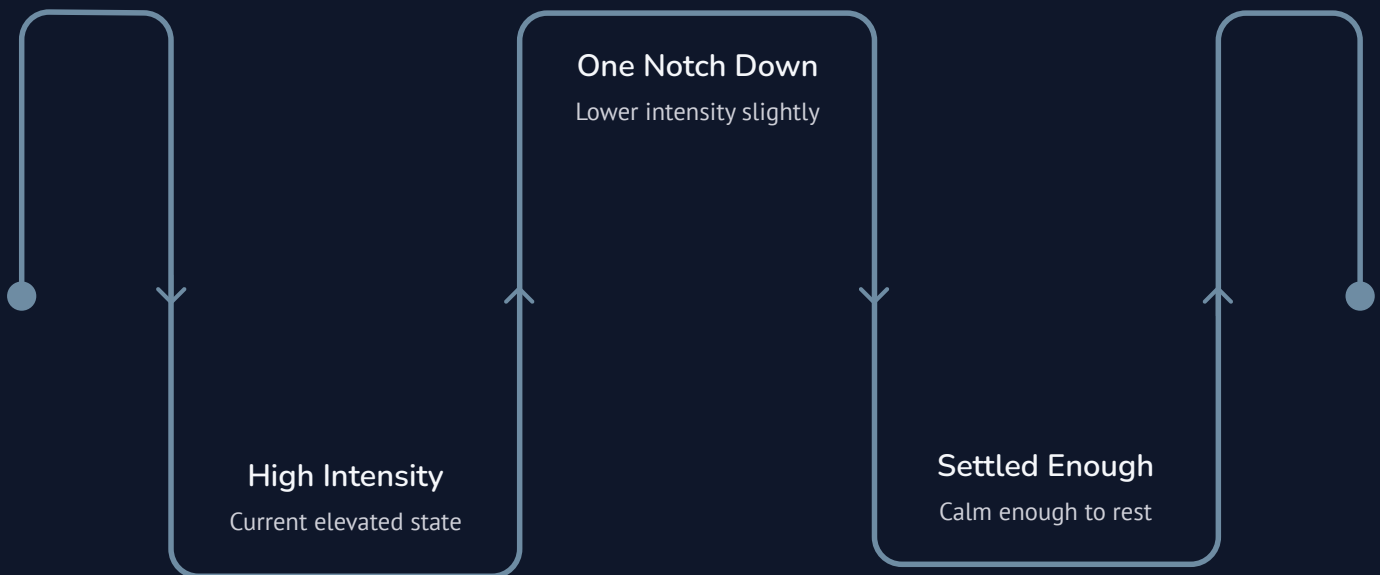 One Notch Down
Lower intensity slightly
High Intensity
Current elevated state
Settled Enough
Calm enough to rest